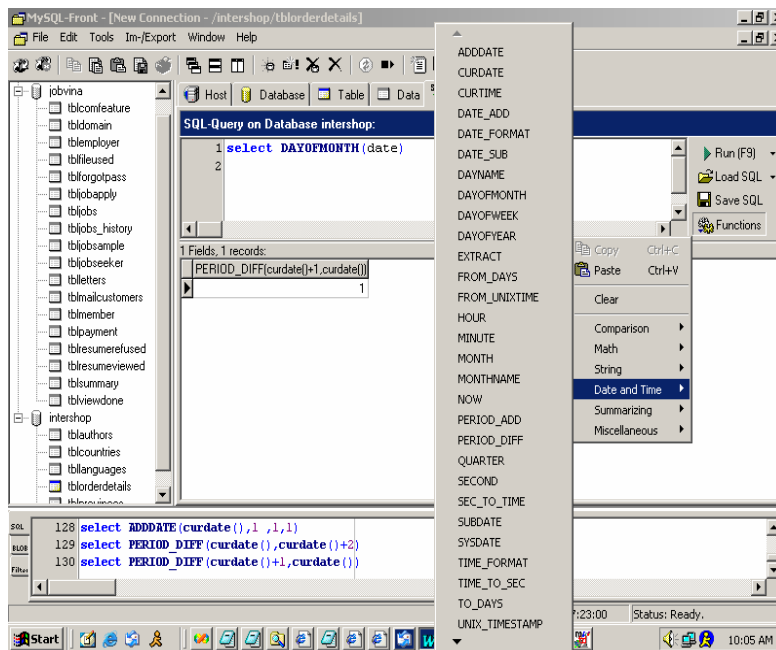 MySQL-Front - [New Connection - /intershop/tblorderdetails]
File Edit Tools Im-/Export Window Help
Host Database Table Data
jobvina
tblcomfeature
tbldomain
tblemployer
tblfileused
tblforgotpass
tbljobapply
tbljobs
tbljobs_history
tbljobsample
tbljobseeker
tblletters
tblmailcustomers
tblmember
tblpayment
tblresumerefused
tblresumeviewed
tblsummary
tblviewdone
intershop
tblauthors
tblcountries
tbllanguages
tblorderdetails
tblprovinces
SQL-Query on Database intershop:
1 select DAYOFMONTH(date)
2
1 Fields, 1 records:
PERIOD_DIFF(curdate()+1,curdate())
1
Run (F9)
Load SQL
Save SQL
Functions
ADDDATE
CURDATE
CURTIME
DATE_ADD
DATE_FORMAT
DATE_SUB
DAYNAME
DAYOFMONTH
DAYOFWEEK
DAYOFYEAR
EXTRACT
FROM_DAYS
FROM_UNIXTIME
HOUR
MINUTE
MONTH
MONTHNAME
NOW
PERIOD_ADD
PERIOD_DIFF
QUARTER
SECOND
SEC_TO_TIME
SUBDATE
SYSDATE
TIME_FORMAT
TIME_TO_SEC
TO_DAYS
UNIX_TIMESTAMP
Copy Ctrl+C
Paste Ctrl+V
Clear
Comparison
Math
String
Date and Time
Summarizing
Miscellaneous
SQL
BLOB
Filter
128 select ADDDATE(curdate(),1 ,1,1)
129 select PERIOD_DIFF(curdate(),curdate()+2)
130 select PERIOD_DIFF(curdate()+1,curdate())
7:23:00 Status: Ready.
Start
10:05 AM